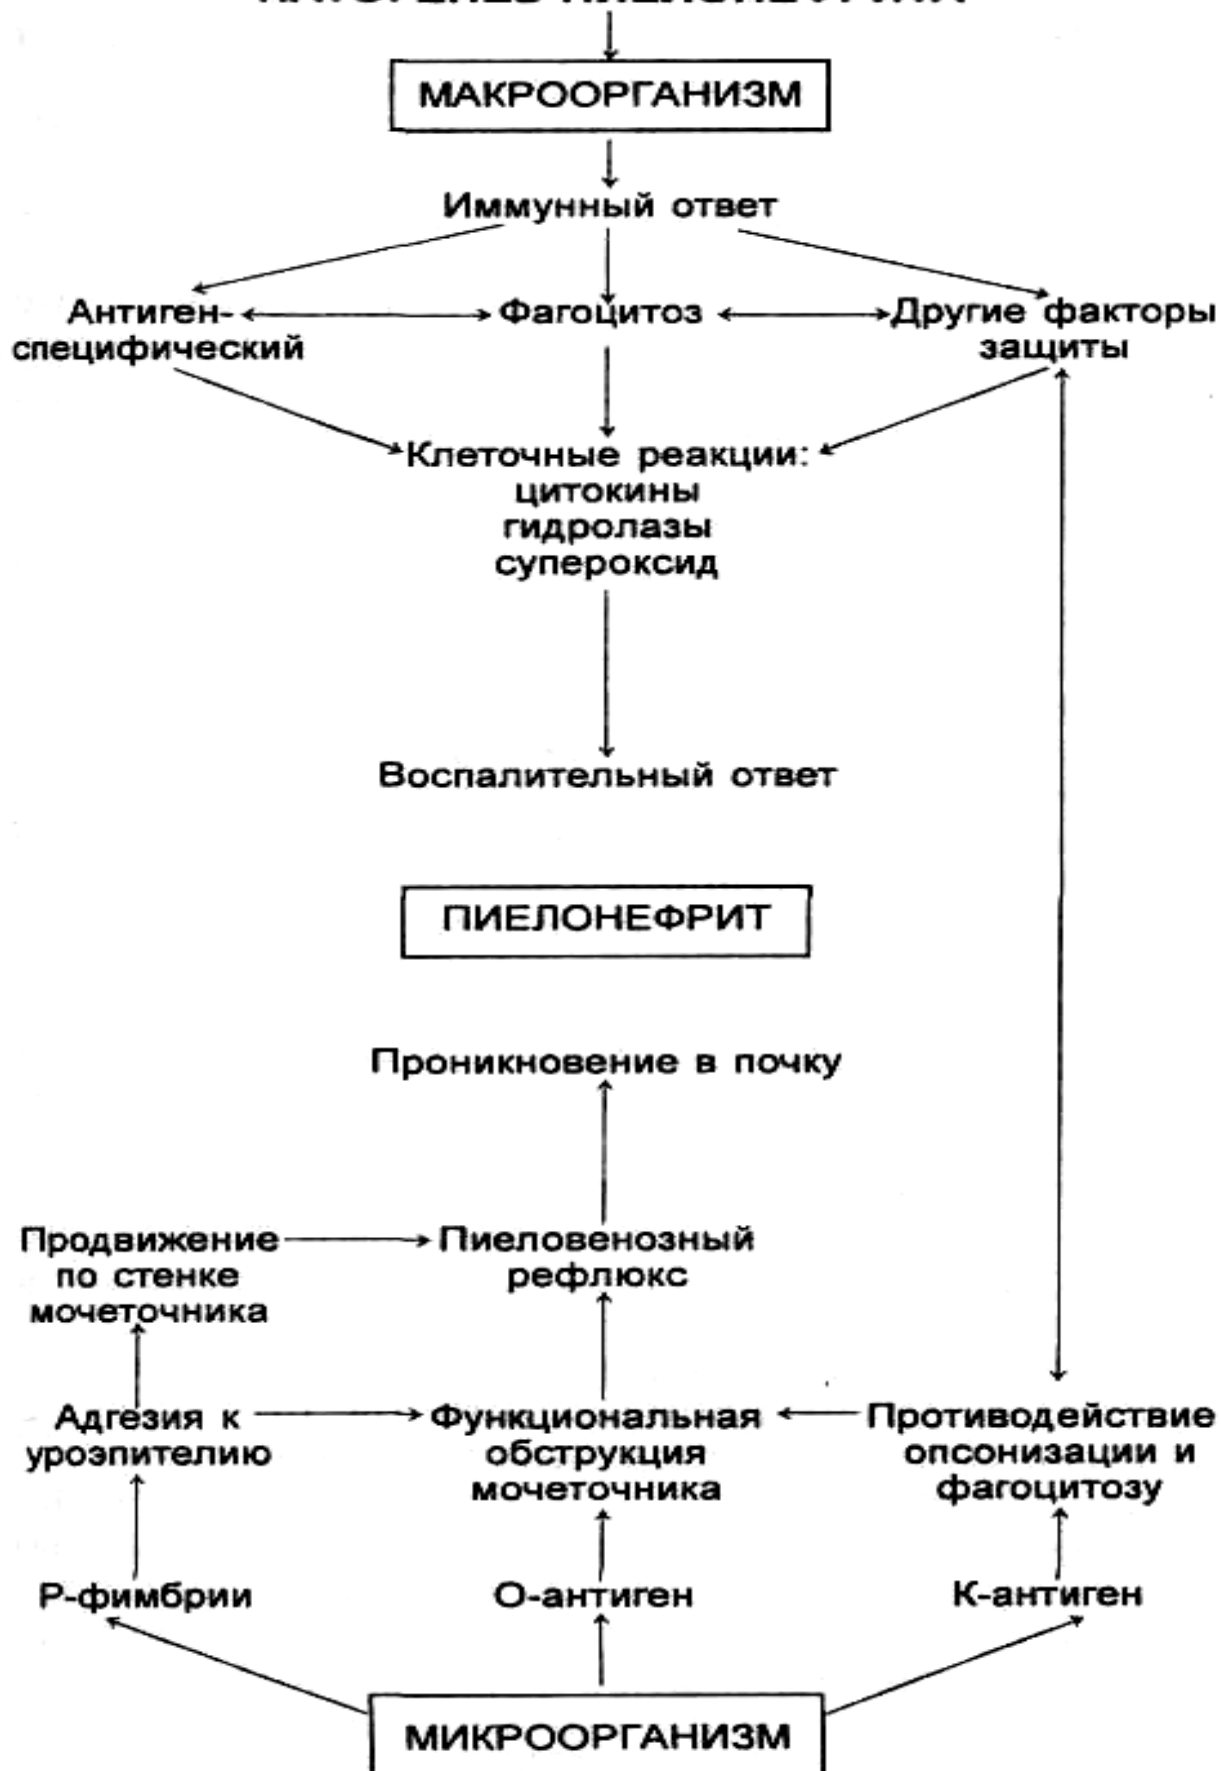 МАКРООРГАНИЗМ
Иммунный ответ
Антиген-
специфический
Фагоцитоз
Другие факторы
защиты
Клеточные реакции:
цитокины
гидролазы
супероксид
Воспалительный ответ
ПИЕЛОНЕФРИТ
Проникновение в почку
Продвижение
по стенке
мочеточника
Пиеловенозный
рефлюкс
Адгезия к
уроэпителию
Функциональная
обструкция
мочеточника
Противодействие
опсонизации и
фагоцитозу
Р-фимбрии
О-антиген
К-антиген
МИКРООРГАНИЗМ